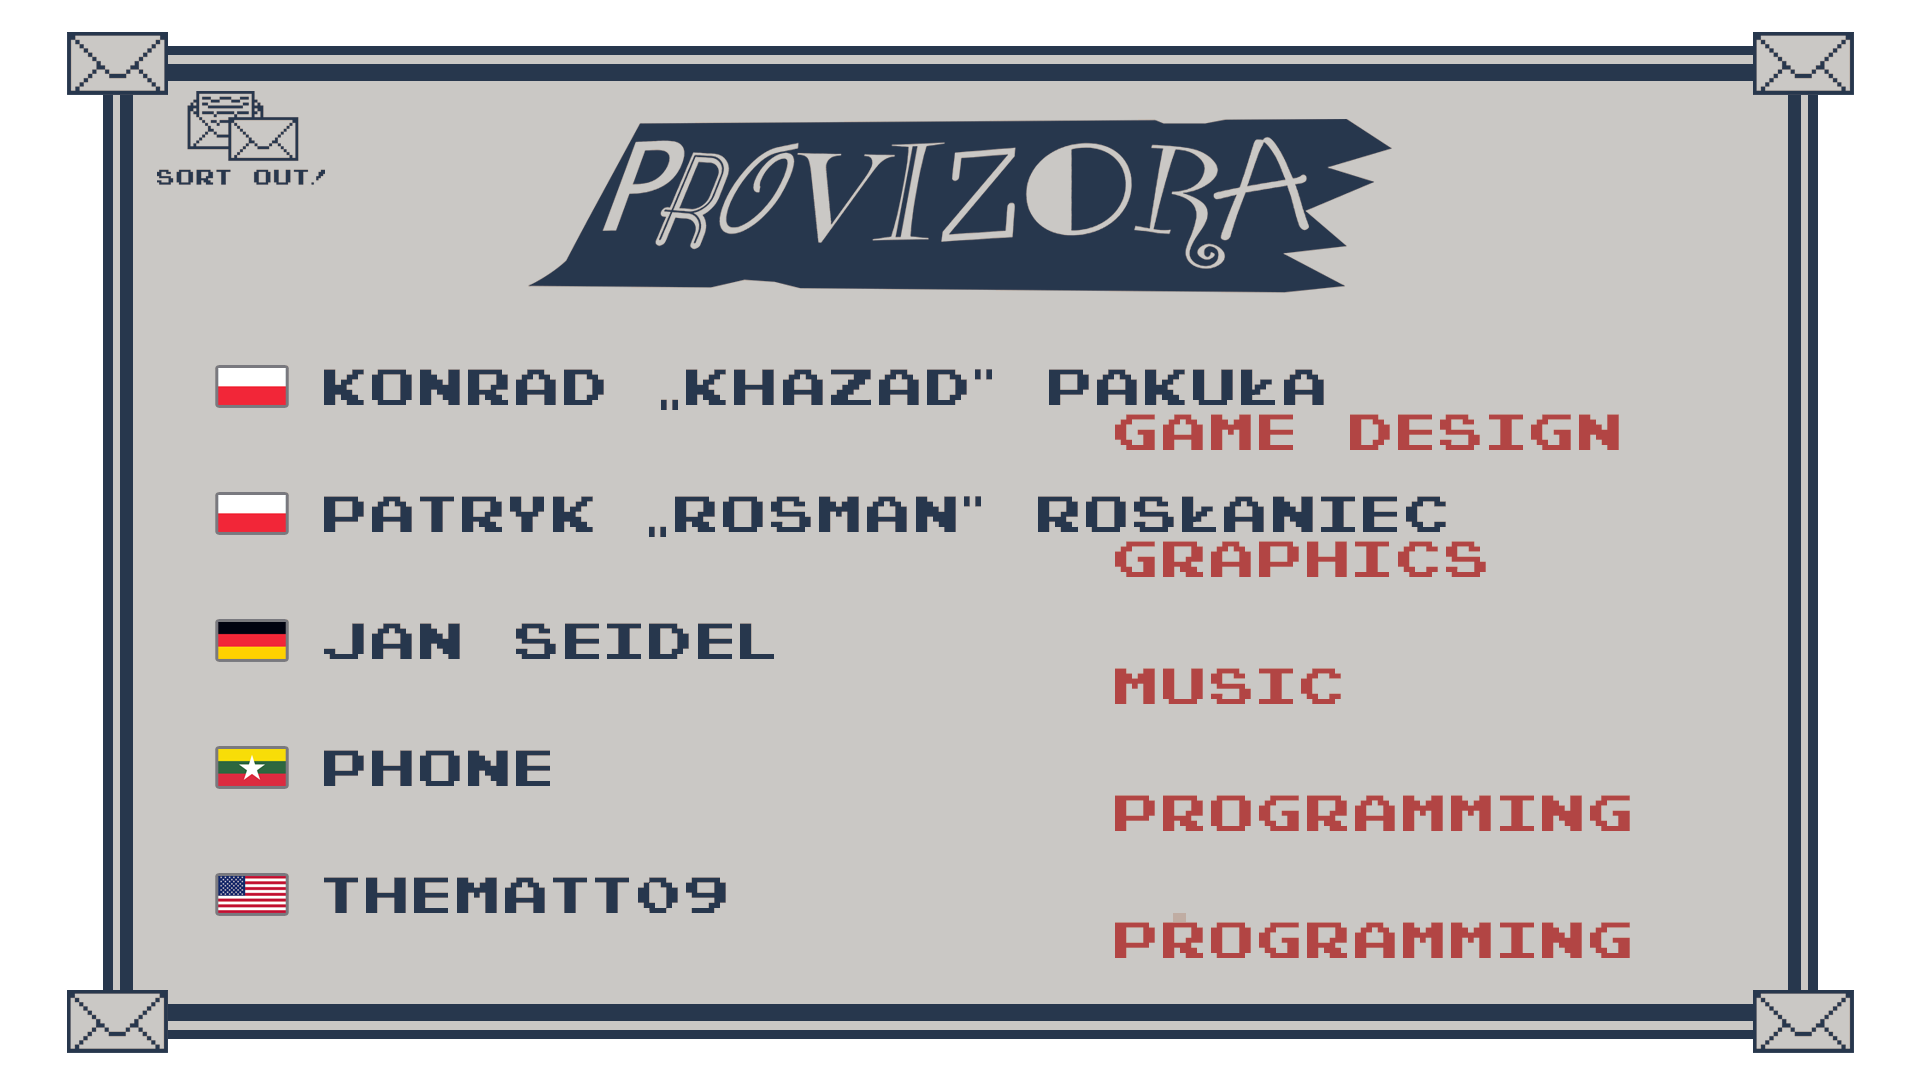 SORT OUT!
PROVIZORA
KONRAD „KHAZAD" PAKUŁA
GAME DESIGN
PATRYK „ROSMAN" ROSŁANIEC
GRAPHICS
JAN SEIDEL
MUSIC
PHONE
PROGRAMMING
THEMATT09
PROGRAMMING